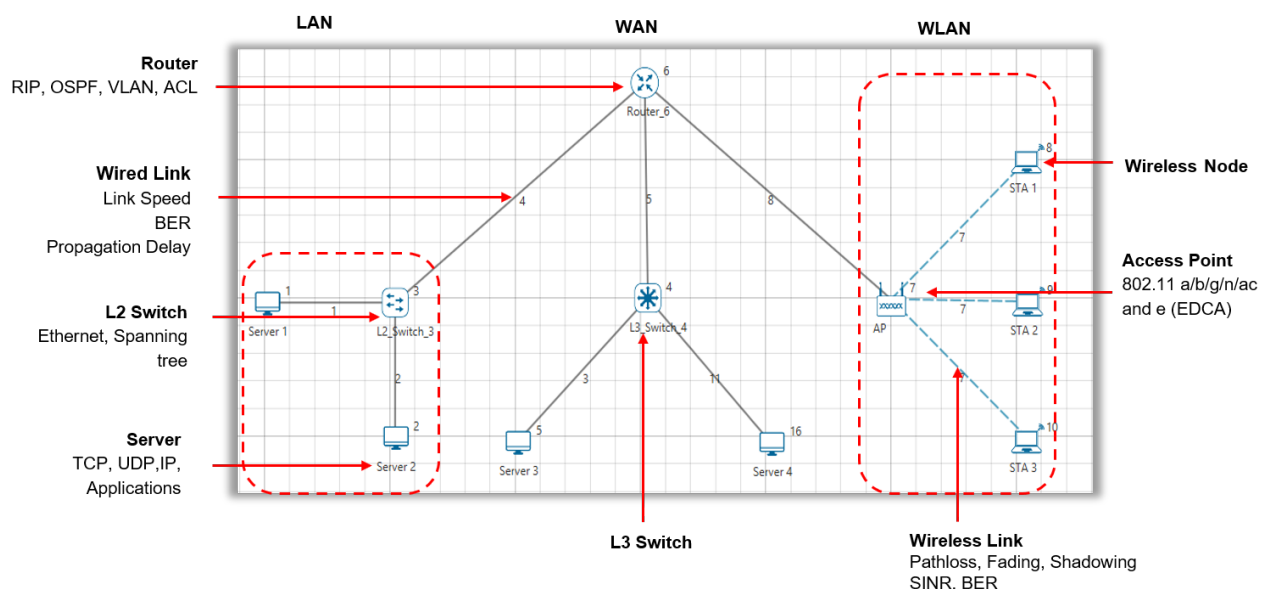 LAN
WAN
WLAN
Router
RIP, OSPF, VLAN, ACL
Wired Link
Link Speed
BER
Propagation Delay
L2 Switch
Ethernet, Spanning
tree
Server
TCP, UDP,IP,
Applications
6
Router_6
4
5
8
1
1
Server 1
3
L2_Switch_3
2
2
Server 2
4
L3_Switch_4
3
11
5
Server 3
16
Server 4
7
AP
8
STA 1
7
9
STA 2
7
10
STA 3
7
Wireless Node
Access Point
802.11 a/b/g/n/ac
and e (EDCA)
L3 Switch
Wireless Link
Pathloss, Fading, Shadowing
SINR, BER